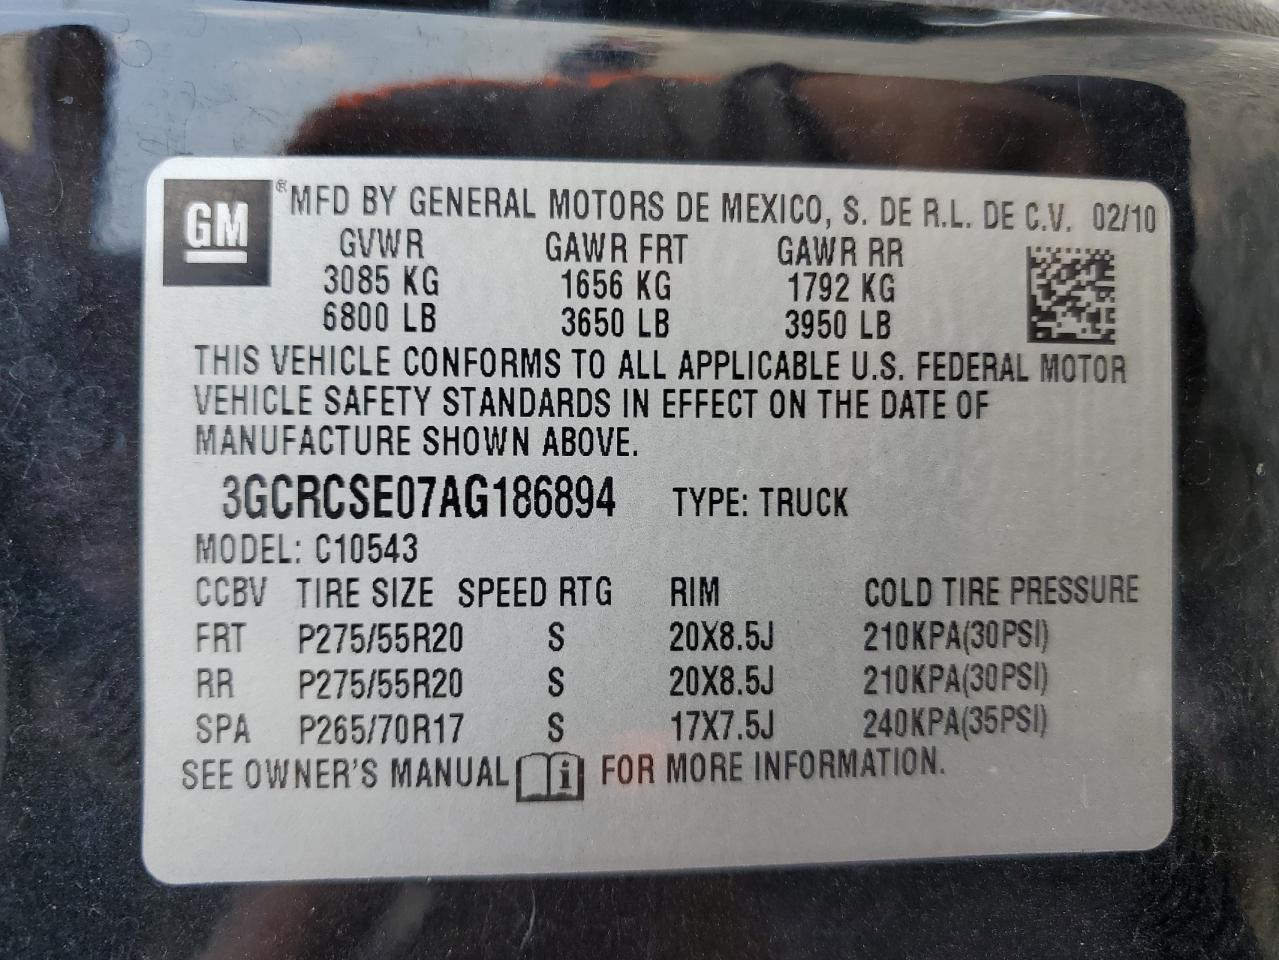 GM ® MFD BY GENERAL MOTORS DE MEXICO, S. DE R.L. DE C.V. 02/10
GVWR GAWR FRT GAWR RR
3085 KG 1656 KG 1792 KG
6800 LB 3650 LB 3950 LB
THIS VEHICLE CONFORMS TO ALL APPLICABLE U.S. FEDERAL MOTOR
VEHICLE SAFETY STANDARDS IN EFFECT ON THE DATE OF
MANUFACTURE SHOWN ABOVE.
3GCRCSE07AG186894 TYPE: TRUCK
MODEL: C10543
CCBV TIRE SIZE SPEED RTG RIM COLD TIRE PRESSURE
FRT P275/55R20 S 20X8.5J 210KPA(30PSI)
RR P275/55R20 S 20X8.5J 210KPA(30PSI)
SPA P265/70R17 S 17X7.5J 240KPA(35PSI)
SEE OWNER'S MANUAL i FOR MORE INFORMATION.